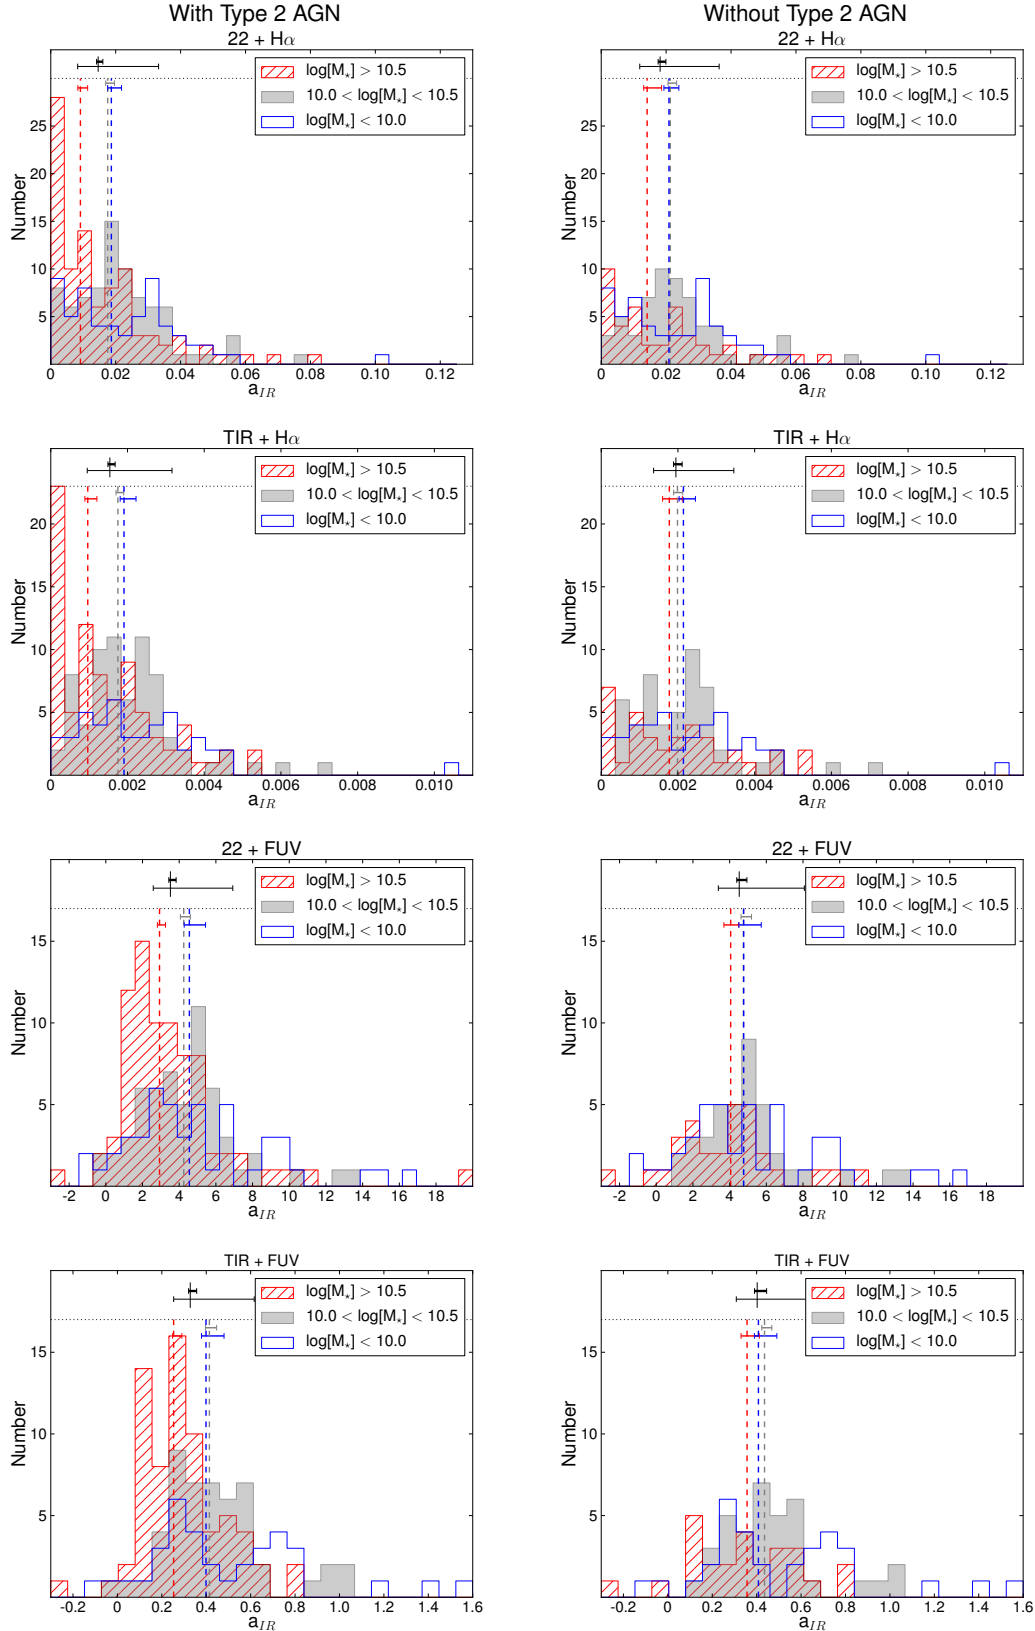 With Type 2 AGN
Without Type 2 AGN
22 + Hα
log[M⋆] > 10.5
10.0 < log[M⋆] < 10.5
log[M⋆] < 10.0
Number
25
20
15
10
5
0 0.02 0.04 0.06 0.08 0.10 0.12
a_IR
22 + Hα
log[M⋆] > 10.5
10.0 < log[M⋆] < 10.5
log[M⋆] < 10.0
Number
25
20
15
10
5
0 0.02 0.04 0.06 0.08 0.10 0.12
a_IR
TIR + Hα
log[M⋆] > 10.5
10.0 < log[M⋆] < 10.5
log[M⋆] < 10.0
Number
20
15
10
5
0 0.002 0.004 0.006 0.008 0.010
a_IR
TIR + Hα
log[M⋆] > 10.5
10.0 < log[M⋆] < 10.5
log[M⋆] < 10.0
Number
20
15
10
5
0 0.002 0.004 0.006 0.008 0.010
a_IR
22 + FUV
log[M⋆] > 10.5
10.0 < log[M⋆] < 10.5
log[M⋆] < 10.0
Number
15
10
5
-2 0 2 4 6 8 10 12 14 16 18
a_IR
22 + FUV
log[M⋆] > 10.5
10.0 < log[M⋆] < 10.5
log[M⋆] < 10.0
Number
15
10
5
-2 0 2 4 6 8 10 12 14 16 18
a_IR
TIR + FUV
log[M⋆] > 10.5
10.0 < log[M⋆] < 10.5
log[M⋆] < 10.0
Number
15
10
5
-0.2 0 0.2 0.4 0.6 0.8 1.0 1.2 1.4 1.6
a_IR
TIR + FUV
log[M⋆] > 10.5
10.0 < log[M⋆] < 10.5
log[M⋆] < 10.0
Number
15
10
5
-0.2 0 0.2 0.4 0.6 0.8 1.0 1.2 1.4 1.6
a_IR